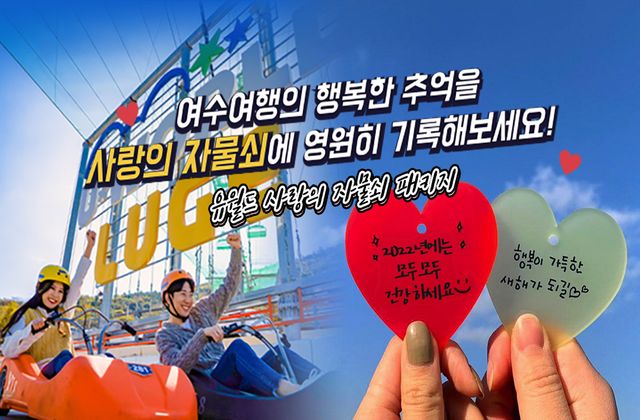 여수여행의 행복한 추억을
사랑의 자물쇠에 영원히 기록해보세요!
유월드 사랑의 자물쇠 패키지
LUGE
2022년에는
모두모두
건강하세요
행복이 가득한
새해가 되길
281